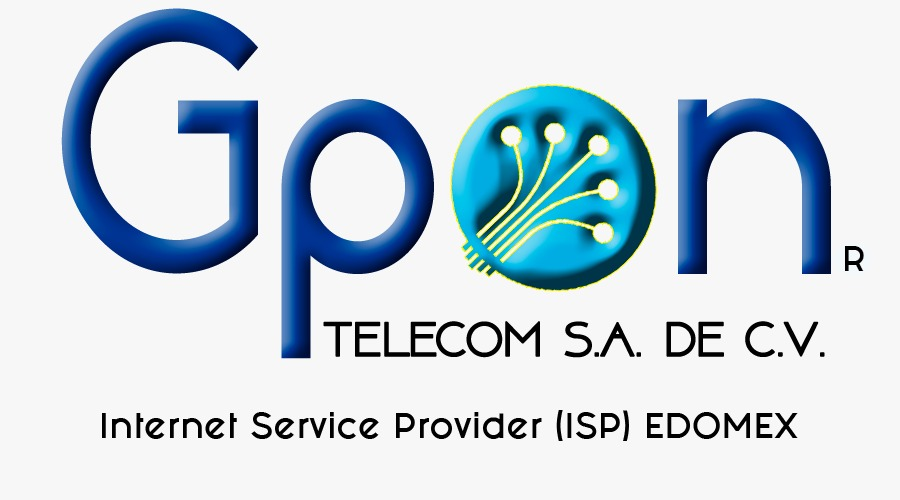 Gpon
R
TELECOM S.A. DE C.V.
Internet Service Provider (ISP) EDOMEX